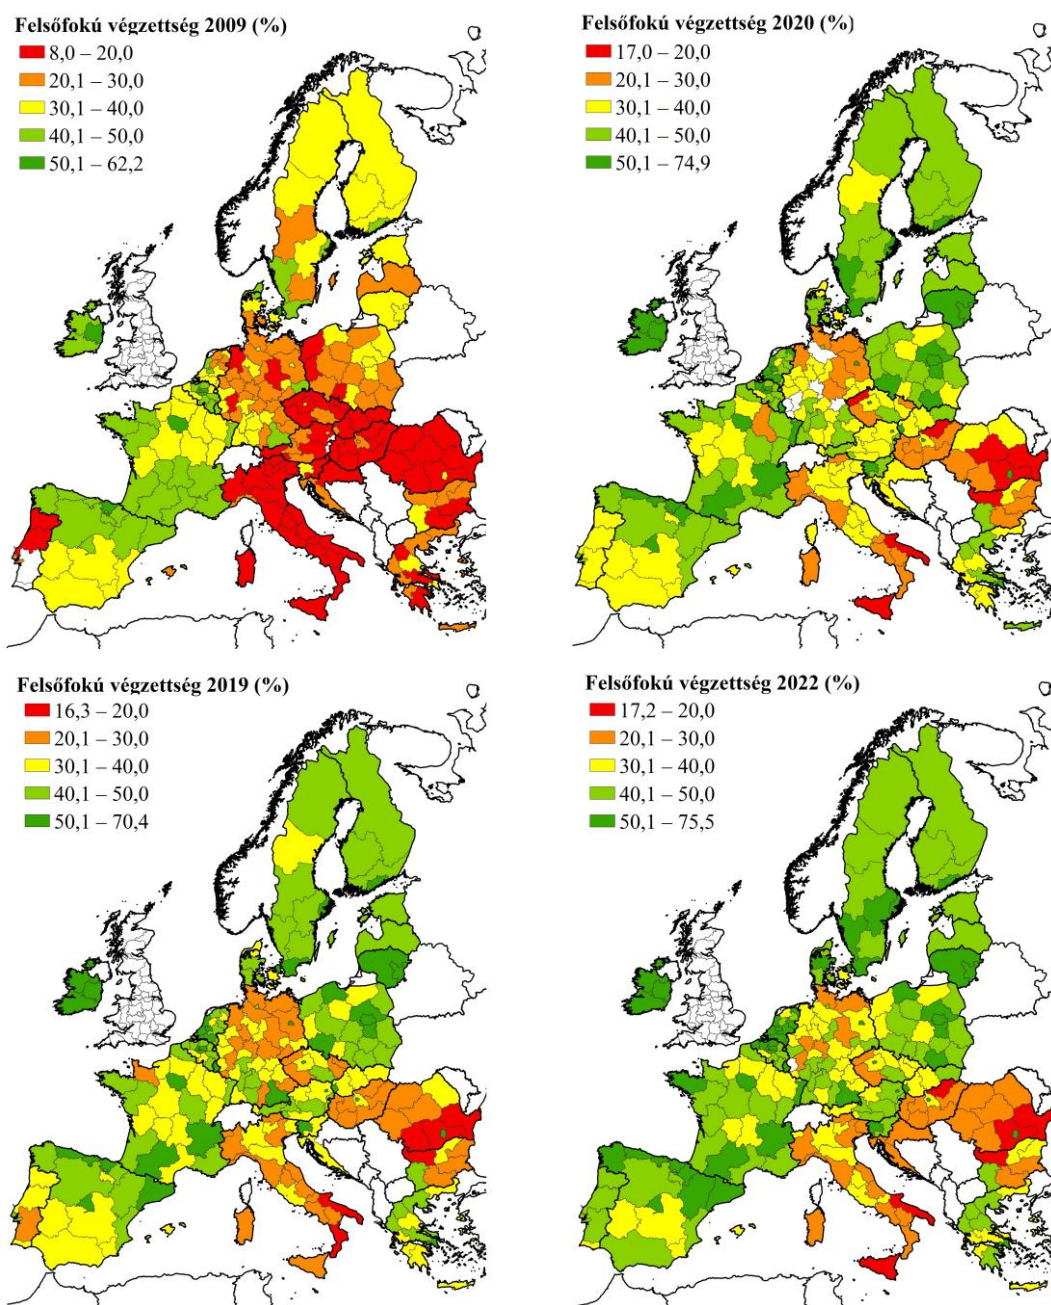 Felsőfokú végzettség 2009 (%)
8,0 – 20,0
20,1 – 30,0
30,1 – 40,0
40,1 – 50,0
50,1 – 62,2
Felsőfokú végzettség 2020 (%)
17,0 – 20,0
20,1 – 30,0
30,1 – 40,0
40,1 – 50,0
50,1 – 74,9
Felsőfokú végzettség 2019 (%)
16,3 – 20,0
20,1 – 30,0
30,1 – 40,0
40,1 – 50,0
50,1 – 70,4
Felsőfokú végzettség 2022 (%)
17,2 – 20,0
20,1 – 30,0
30,1 – 40,0
40,1 – 50,0
50,1 – 75,5